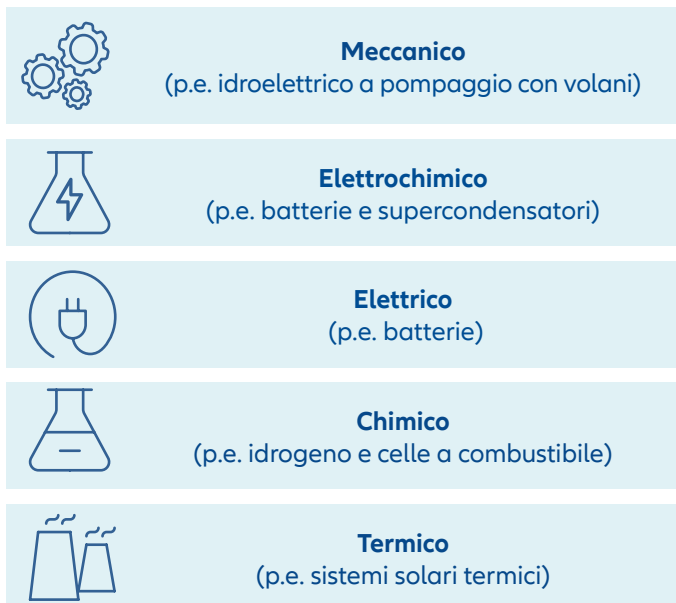 Meccanico
(p.e. idroelettrico a pompaggio con volani)
Elettrochimico
(p.e. batterie e supercondensatori)
Elettrico
(p.e. batterie)
Chimico
(p.e. idrogeno e celle a combustibile)
Termico
(p.e. sistemi solari termici)